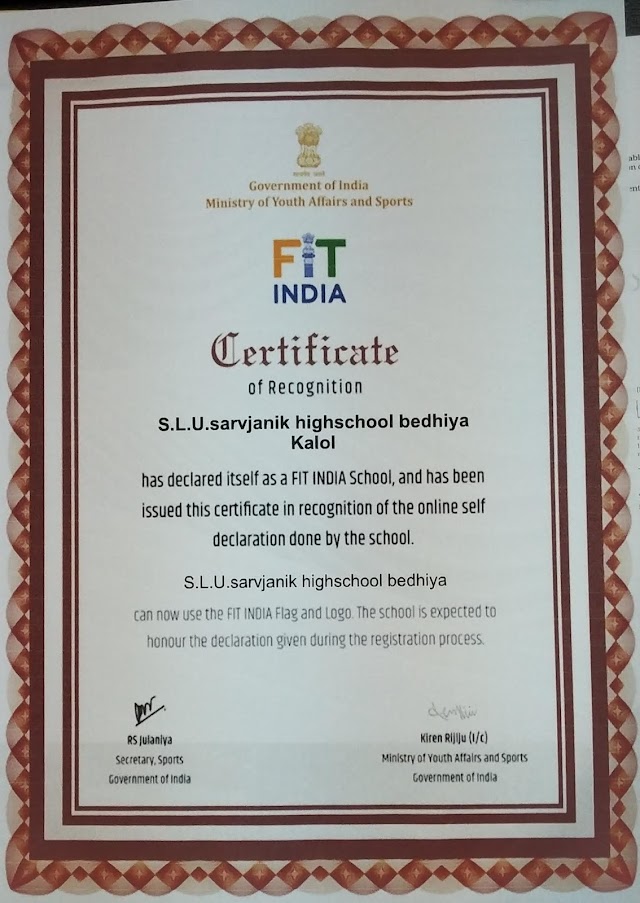 Government of India
Ministry of Youth Affairs and Sports
FIT
INDIA
Certificate
of Recognition
S.L.U.sarvjanik highschool bedhiya
Kalol
has declared itself as a FIT INDIA School, and has been
issued this certificate in recognition of the online self
declaration done by the school.
S.L.U.sarvjanik highschool bedhiya
can now use the FIT INDIA Flag and Logo. The school is expected to
honour the declaration given during the registration process.
RS Julaniya
Secretary, Sports
Government of India
Kiren Rijiju (I/c)
Ministry of Youth Affairs and Sports
Government of India